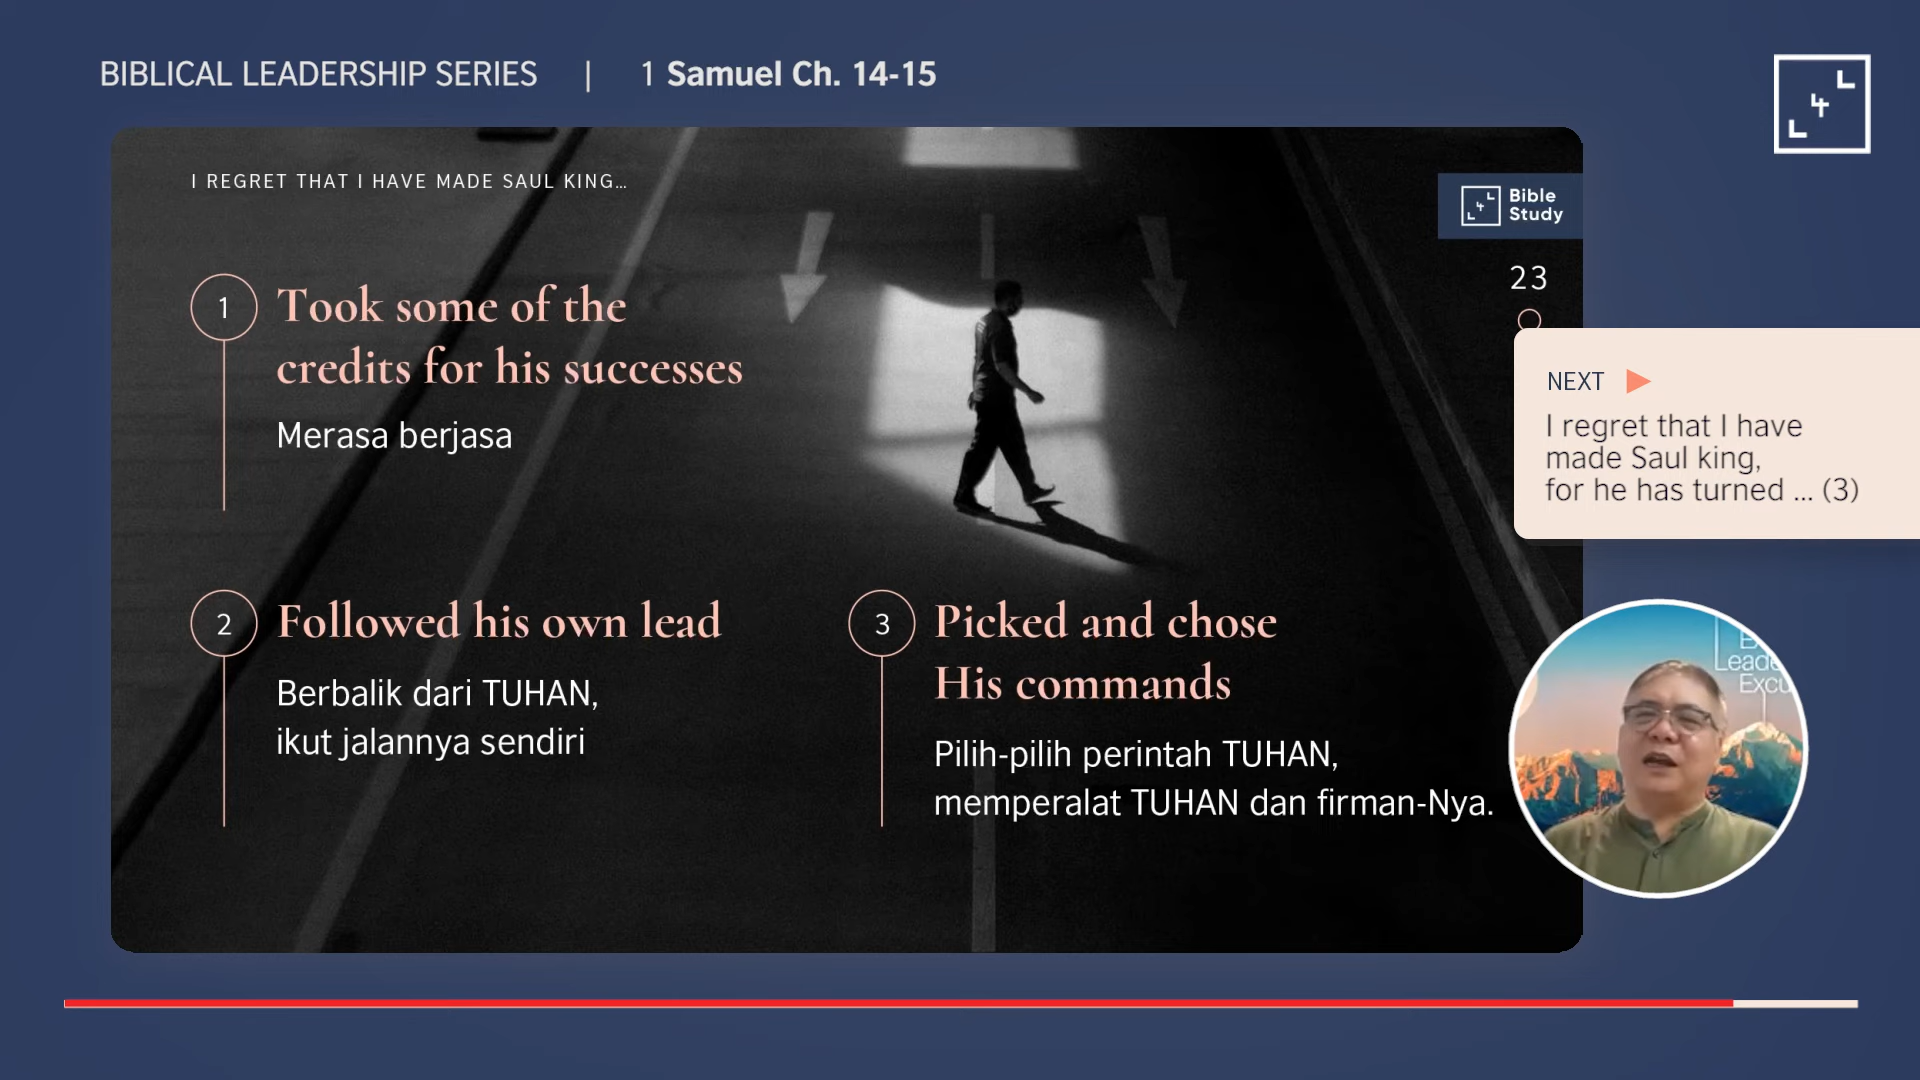 BIBLICAL LEADERSHIP SERIES | 1 Samuel Ch. 14-15
I REGRET THAT I HAVE MADE SAUL KING...
Bible
Study
23
1
Took some of the
credits for his successes
Merasa berjasa
NEXT
I regret that I have
made Saul king,
for he has turned ... (3)
2
Followed his own lead
Berbalik dari TUHAN,
ikut jalannya sendiri
3
Picked and chose
His commands
Pilih-pilih perintah TUHAN,
memperalat TUHAN dan firman-Nya.